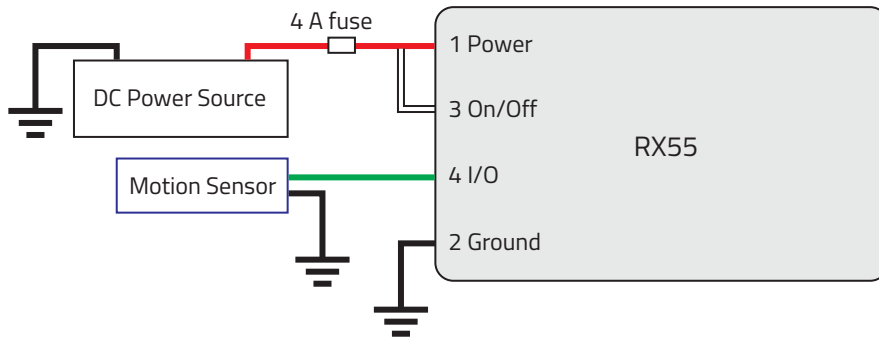 4 A fuse
1 Power
DC Power Source
3 On/Off
RX55
Motion Sensor
4 I/O
2 Ground